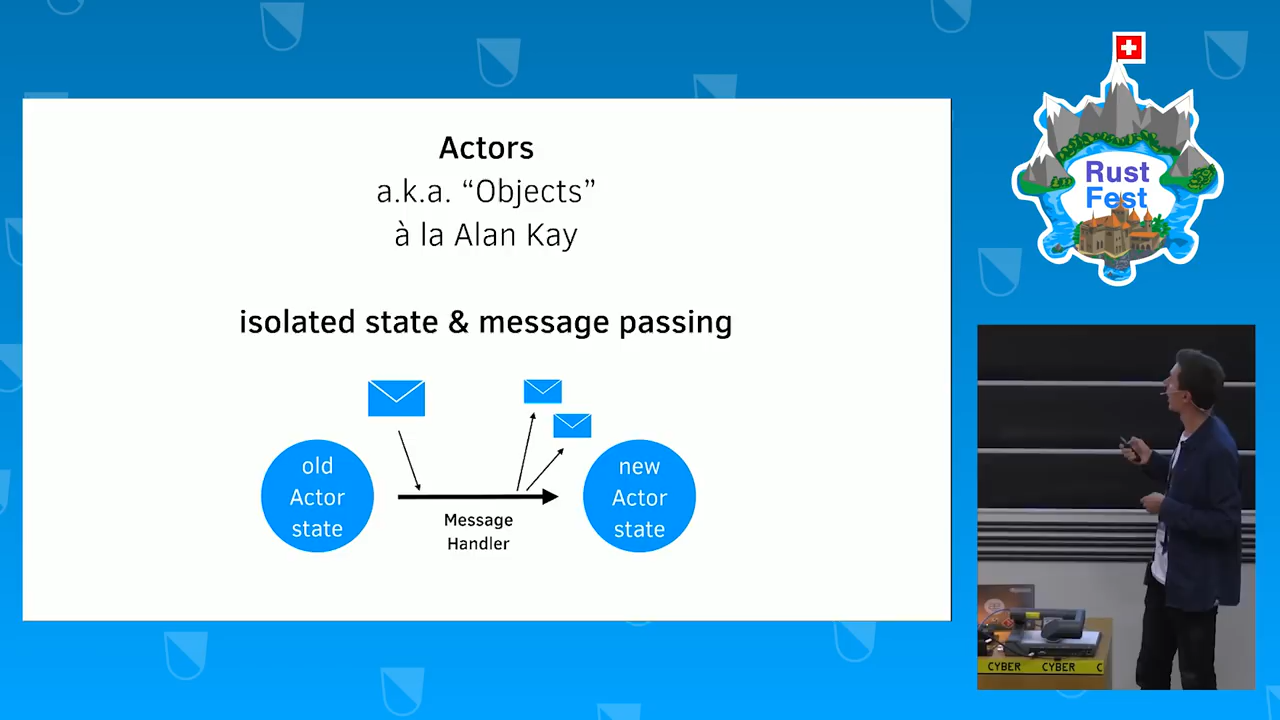 Actors
a.k.a. “Objects”
à la Alan Kay
isolated state & message passing
old
Actor
state
Message
Handler
new
Actor
state
Rust
Fest
CYBER CYBER C